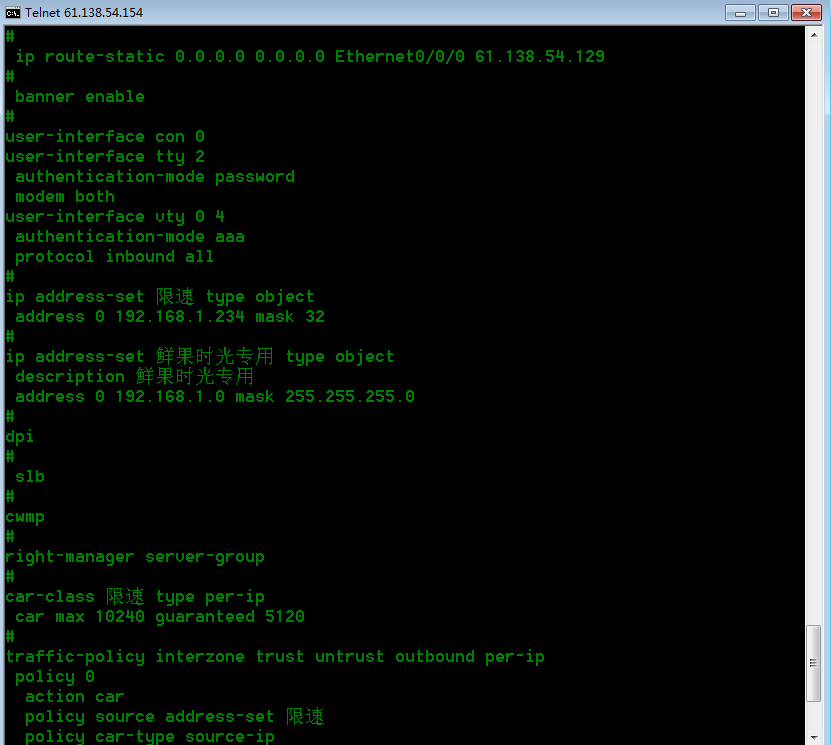 Telnet 61.138.54.154
#
 ip route-static 0.0.0.0 0.0.0.0 Ethernet0/0/0 61.138.54.129
#
 banner enable
#
user-interface con 0
user-interface tty 2
 authentication-mode password
 modem both
user-interface vty 0 4
 authentication-mode aaa
 protocol inbound all
#
ip address-set 限速 type object
 address 0 192.168.1.234 mask 32
#
ip address-set 鲜果时光专用 type object
 description 鲜果时光专用
 address 0 192.168.1.0 mask 255.255.255.0
#
dpi
#
 slb
#
cwmp
#
right-manager server-group
#
car-class 限速 type per-ip
 car max 10240 guaranteed 5120
#
traffic-policy interzone trust untrust outbound per-ip
 policy 0
  action car
  policy source address-set 限速
  policy car-type source-ip